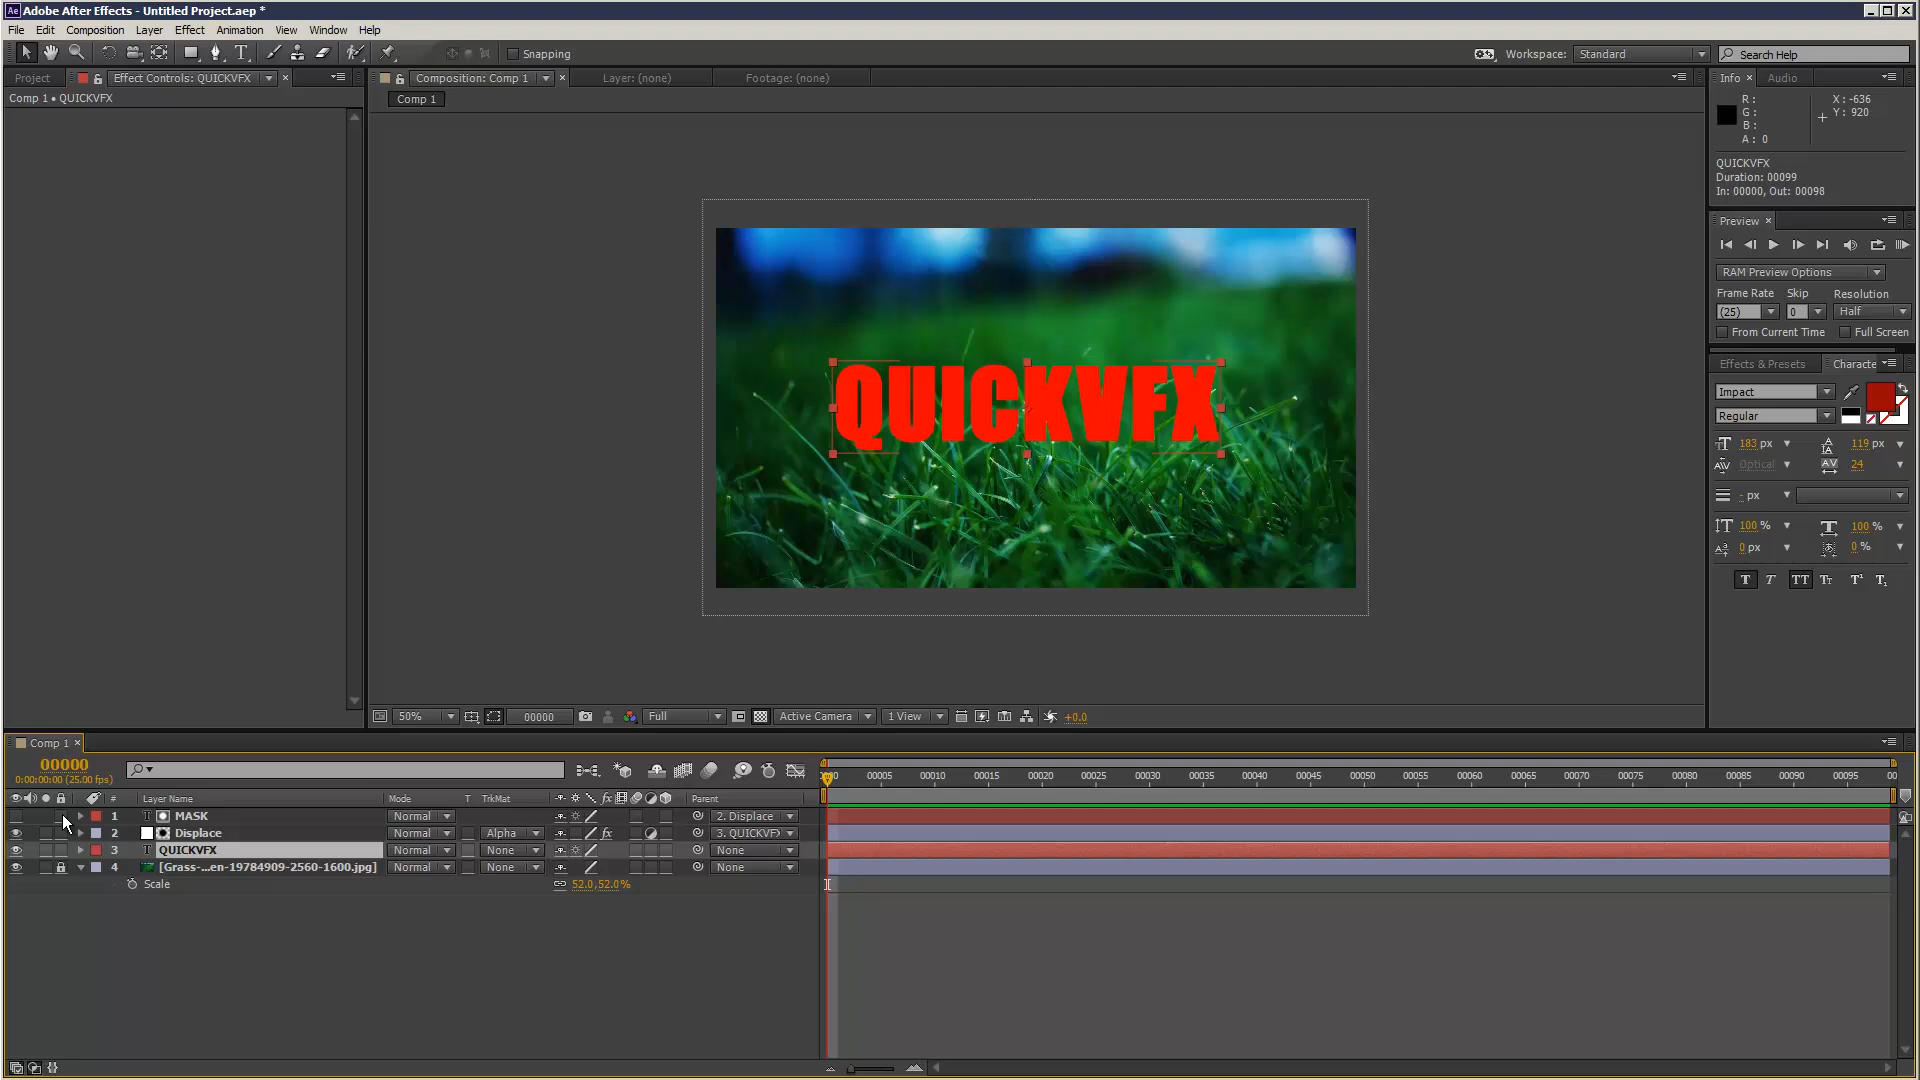 Adobe After Effects - Untitled Project.aep *
File Edit Composition Layer Effect Animation View Window Help
Snapping
Workspace: Standard
Search Help
Project
Effect Controls: QUICKVFX
Composition: Comp 1
Layer: (none)
Footage: (none)
Info
Audio
Comp 1 • QUICKVFX
Comp 1
R :
G :
B :
A : 0
X : -636
Y : 920
QUICKVFX
Duration: 00099
In: 00000, Out: 00098
Preview
RAM Preview Options
Frame Rate Skip Resolution
(25) 0 Half
From Current Time Full Screen
Effects & Presets
Characte
Impact
Regular
183 px 119 px
Optical 24
- px
100 % 100 %
0 px 0 %
QUICKVFX
50% 00000 Full Active Camera 1 View +0.0
Comp 1
00000
0:00:00:00 (25.00 fps)
00005 00010 00015 00020 00025 00030 00035 00040 00045 00050 00055 00060 00065 00070 00075 00080 00085 00090 00095 00
# Layer Name Mode T TrkMat Parent
1 MASK Normal 2. Displace
2 Displace Normal Alpha 3. QUICKVF
3 QUICKVFX Normal None None
4 [Grass-...en-19784909-2560-1600.jpg] Normal None None
Scale 52.0, 52.0%